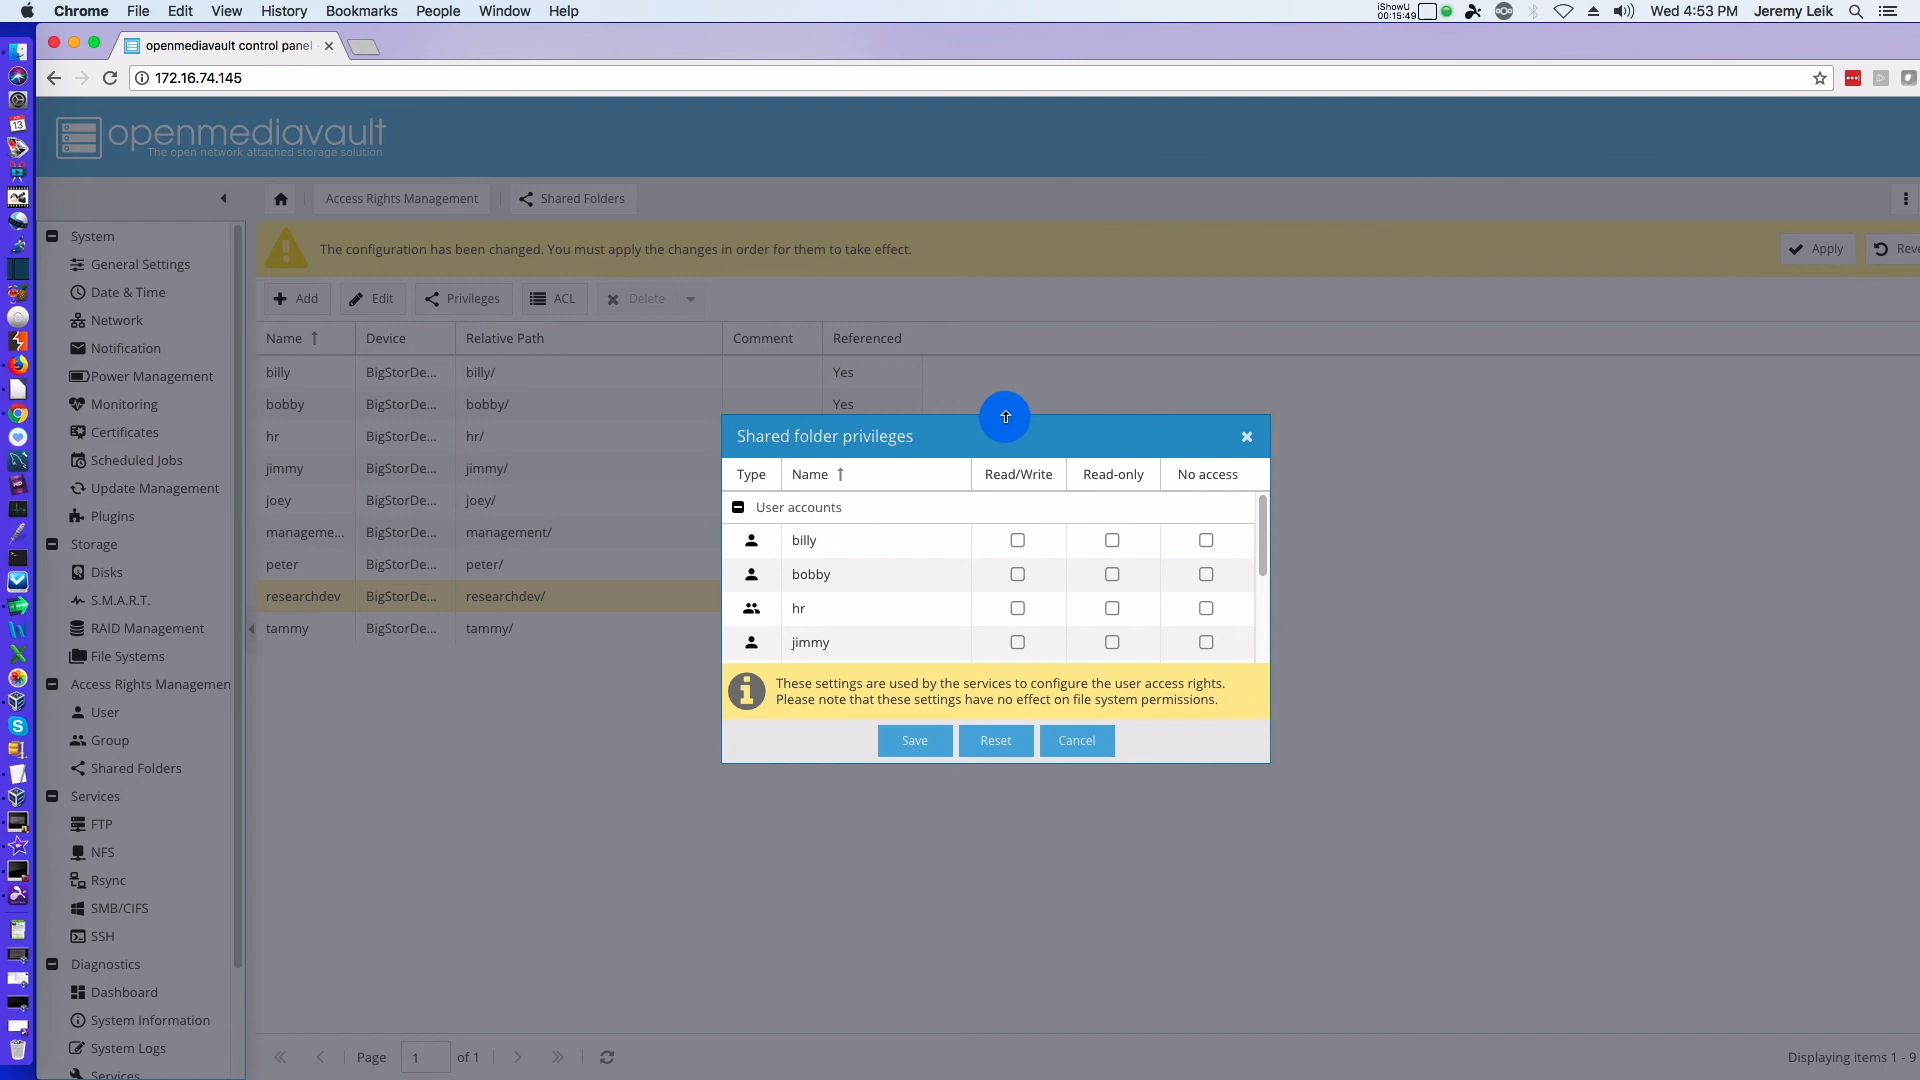 Chrome File Edit View History Bookmarks People Window Help
iShowU
00:15:49
Wed 4:53 PM Jeremy Leik
openmediavault control panel
172.16.74.145
openmediavault
The open network attached storage solution
Access Rights Management
Shared Folders
The configuration has been changed. You must apply the changes in order for them to take effect.
Apply
Reve
Add Edit Privileges ACL Delete
Name Device Relative Path Comment Referenced
billy BigStorDe... billy/ Yes
bobby BigStorDe... bobby/ Yes
hr BigStorDe... hr/
jimmy BigStorDe... jimmy/
joey BigStorDe... joey/
manageme... BigStorDe... management/
peter BigStorDe... peter/
researchdev BigStorDe... researchdev/
tammy BigStorDe... tammy/
System
General Settings
Date & Time
Network
Notification
Power Management
Monitoring
Certificates
Scheduled Jobs
Update Management
Plugins
Storage
Disks
S.M.A.R.T.
RAID Management
File Systems
Access Rights Managemen
User
Group
Shared Folders
Services
FTP
NFS
Rsync
SMB/CIFS
SSH
Diagnostics
Dashboard
System Information
System Logs
Services
Shared folder privileges
Type Name Read/Write Read-only No access
User accounts
billy
bobby
hr
jimmy
These settings are used by the services to configure the user access rights.
Please note that these settings have no effect on file system permissions.
Save Reset Cancel
Page 1 of 1
Displaying items 1 - 9